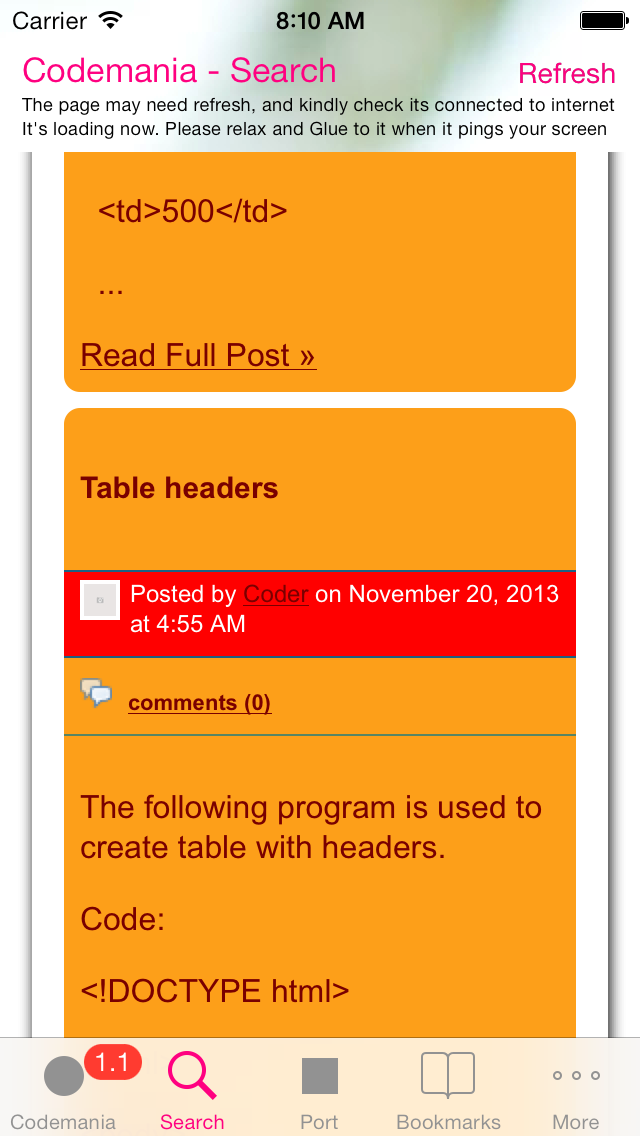 Carrier 8:10 AM
Codemania - Search Refresh
The page may need refresh, and kindly check its connected to internet
It's loading now. Please relax and Glue to it when it pings your screen
<td>500</td>
...
Read Full Post »
Table headers
Posted by Coder on November 20, 2013
at 4:55 AM
comments (0)
The following program is used to
create table with headers.
Code:
<!DOCTYPE html>
1.1
Codemania Search Port Bookmarks More